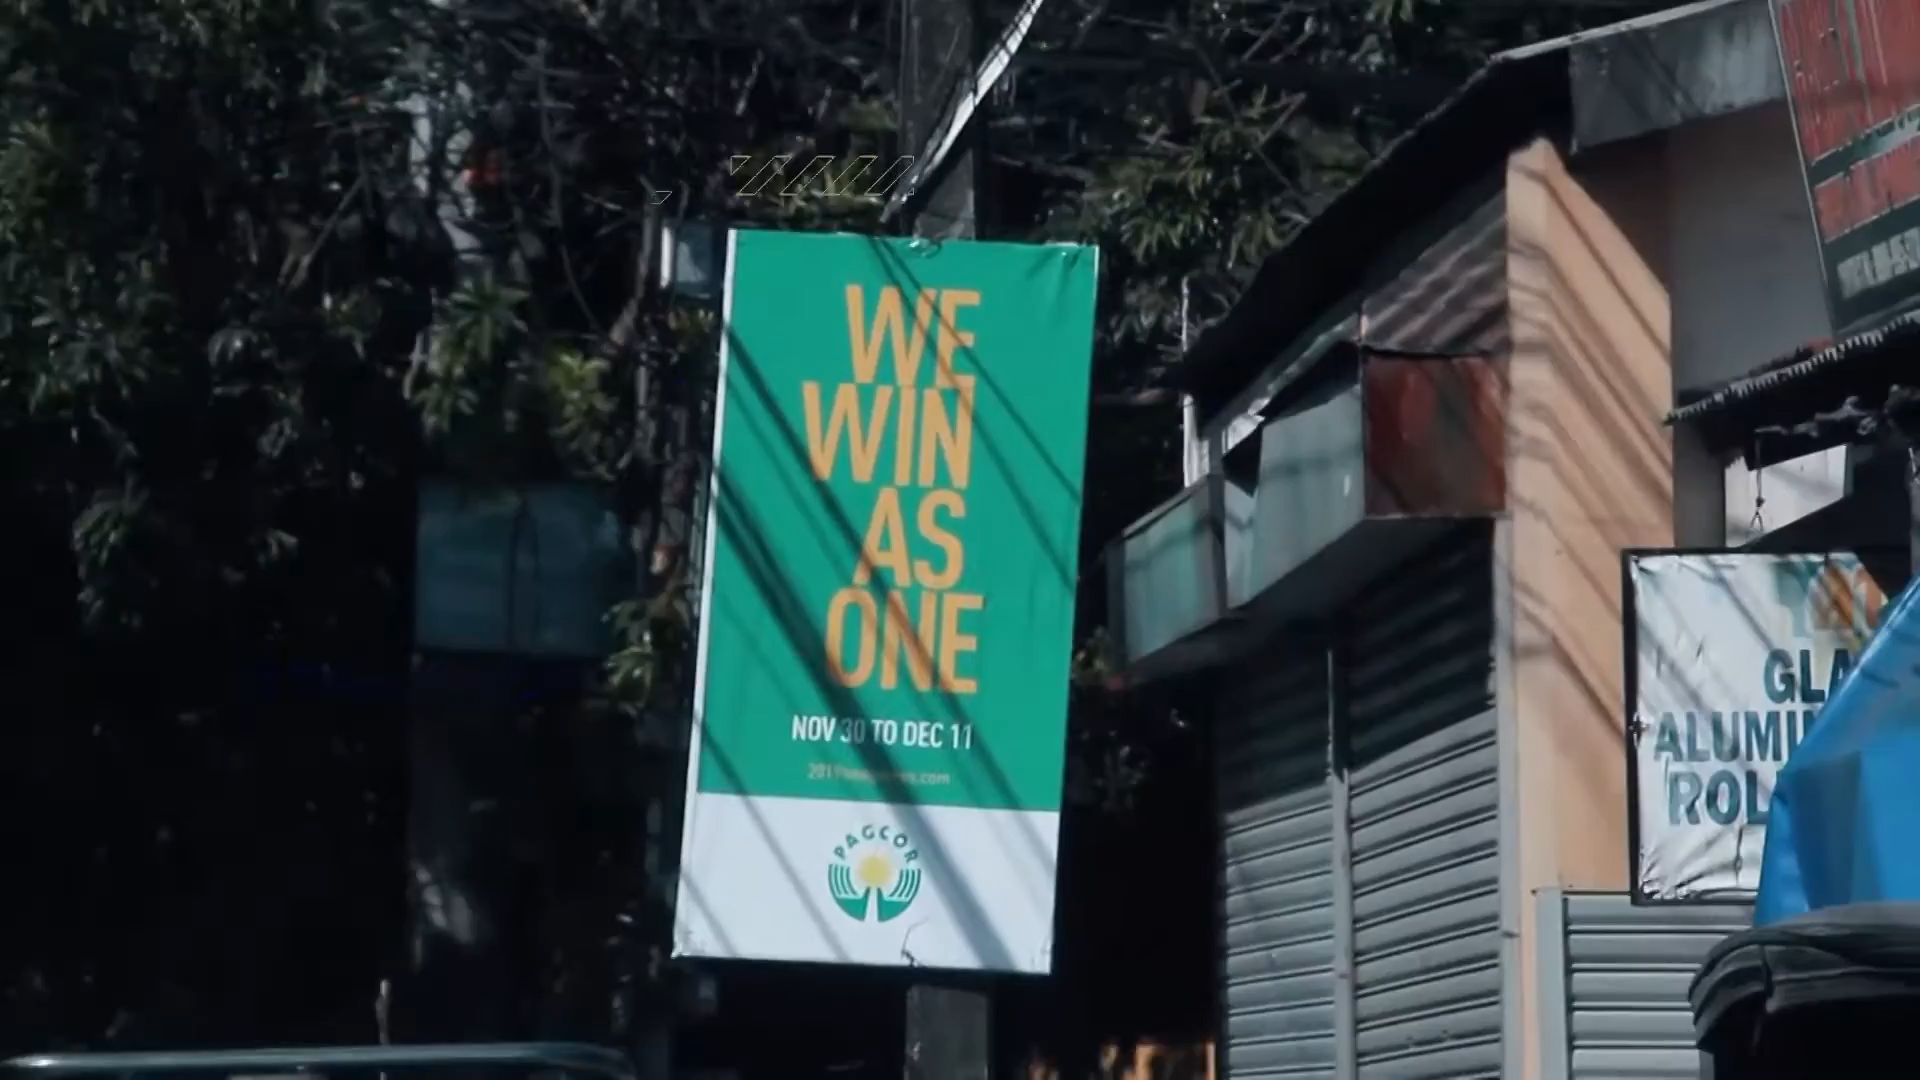 WE
WIN
AS
ONE
NOV 30 TO DEC 11
PAGCOR
GLA
ALUMI
ROL